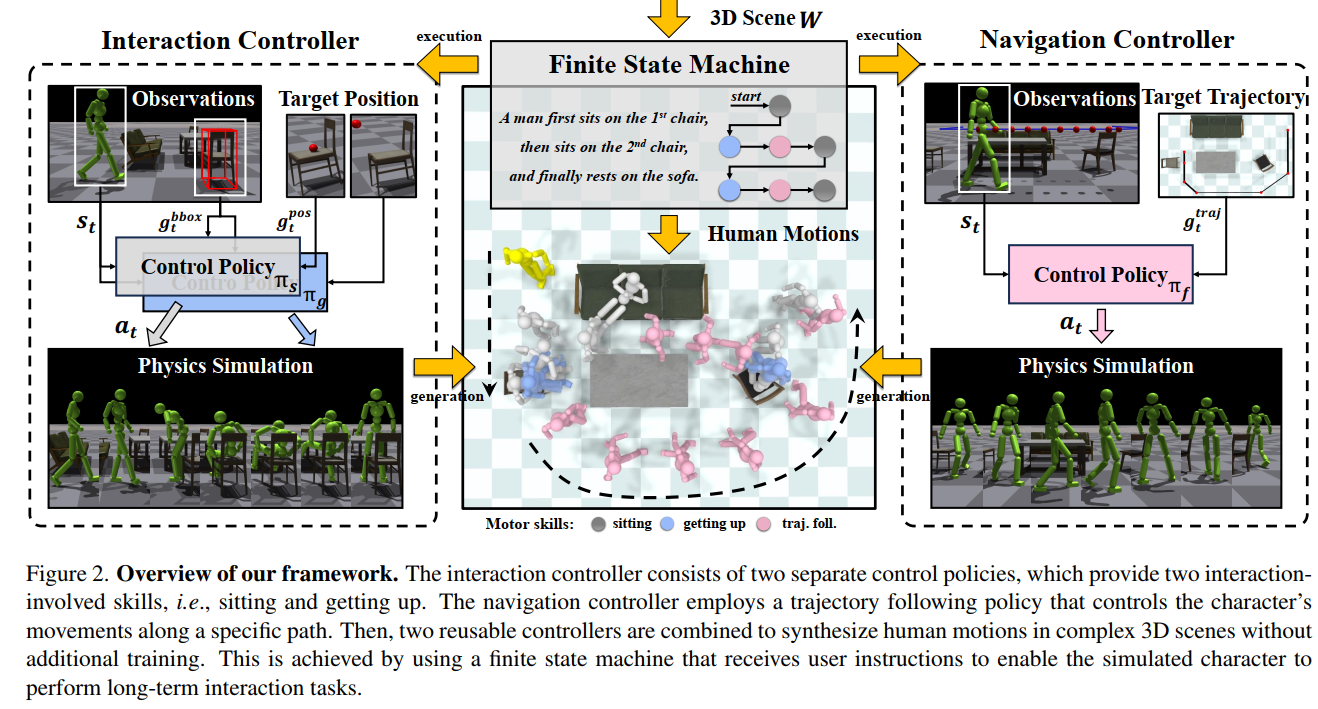 3D Scene W
Interaction Controller
execution
Finite State Machine
execution
Navigation Controller
Observations
Target Position
start
A man first sits on the 1st chair,
then sits on the 2nd chair,
and finally rests on the sofa.
Observations
Target Trajectory
s_t
g_t^bbox
g_t^pos
s_t
g_t^traj
Human Motions
Control Policy π_s
π_g
Control Policy π_f
a_t
a_t
Physics Simulation
generation
generation
Physics Simulation
Motor skills: sitting getting up traj. foll.
Figure 2. Overview of our framework. The interaction controller consists of two separate control policies, which provide two interaction-
involved skills, i.e., sitting and getting up. The navigation controller employs a trajectory following policy that controls the character's
movements along a specific path. Then, two reusable controllers are combined to synthesize human motions in complex 3D scenes without
additional training. This is achieved by using a finite state machine that receives user instructions to enable the simulated character to
perform long-term interaction tasks.